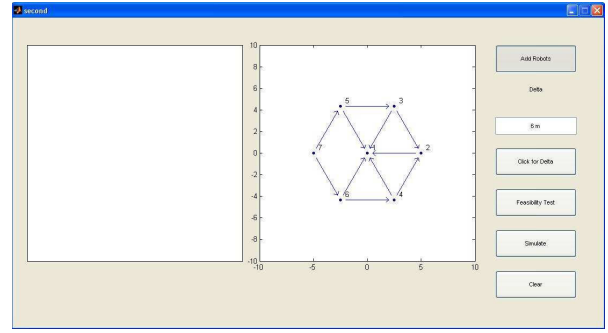 second
Add Robots
Delta
6 m
Click for Delta
Feasibility Test
Simulate
Clear
10
8
6
4
2
0
-2
-4
-6
-8
-10
-10
-5
0
5
10
5
3
7
1
2
6
4